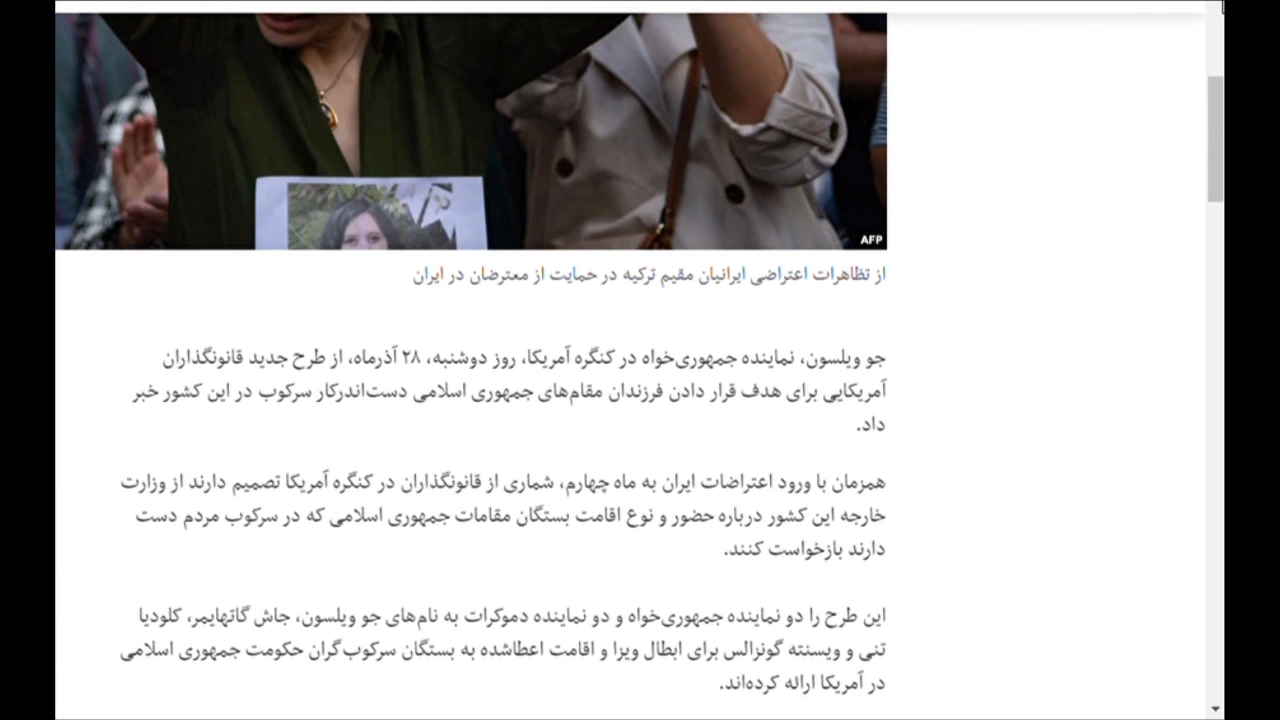 AFP
از تظاهرات اعتراضی ایرانیان مقیم ترکیه در حمایت از معترضان در ایران
جو ویلسون، نماینده جمهوری‌خواه در کنگره آمریکا، روز دوشنبه، ۲۸ آذرماه، از طرح جدید قانونگذاران
آمریکایی برای هدف قرار دادن فرزندان مقام‌های جمهوری اسلامی دست‌اندرکار سرکوب در این کشور خبر
داد.
همزمان با ورود اعتراضات ایران به ماه چهارم، شماری از قانونگذاران در کنگره آمریکا تصمیم دارند از وزارت
خارجه این کشور درباره حضور و نوع اقامت بستگان مقامات جمهوری اسلامی که در سرکوب مردم دست
دارند بازخواست کنند.
این طرح را دو نماینده جمهوری‌خواه و دو نماینده دموکرات به نام‌های جو ویلسون، جاش گاتهایمر، کلودیا
تنی و ویسنته گونزالس برای ابطال ویزا و اقامت اعطاشده به بستگان سرکوب‌گران حکومت جمهوری اسلامی
در آمریکا ارائه کرده‌اند.